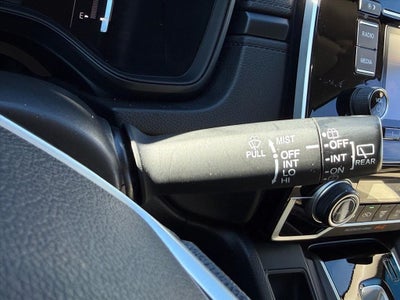 E
RADIO
MEDIA
MIST
PULL
OFF
INT
LO
HI
OFF
INT
ON
REAR